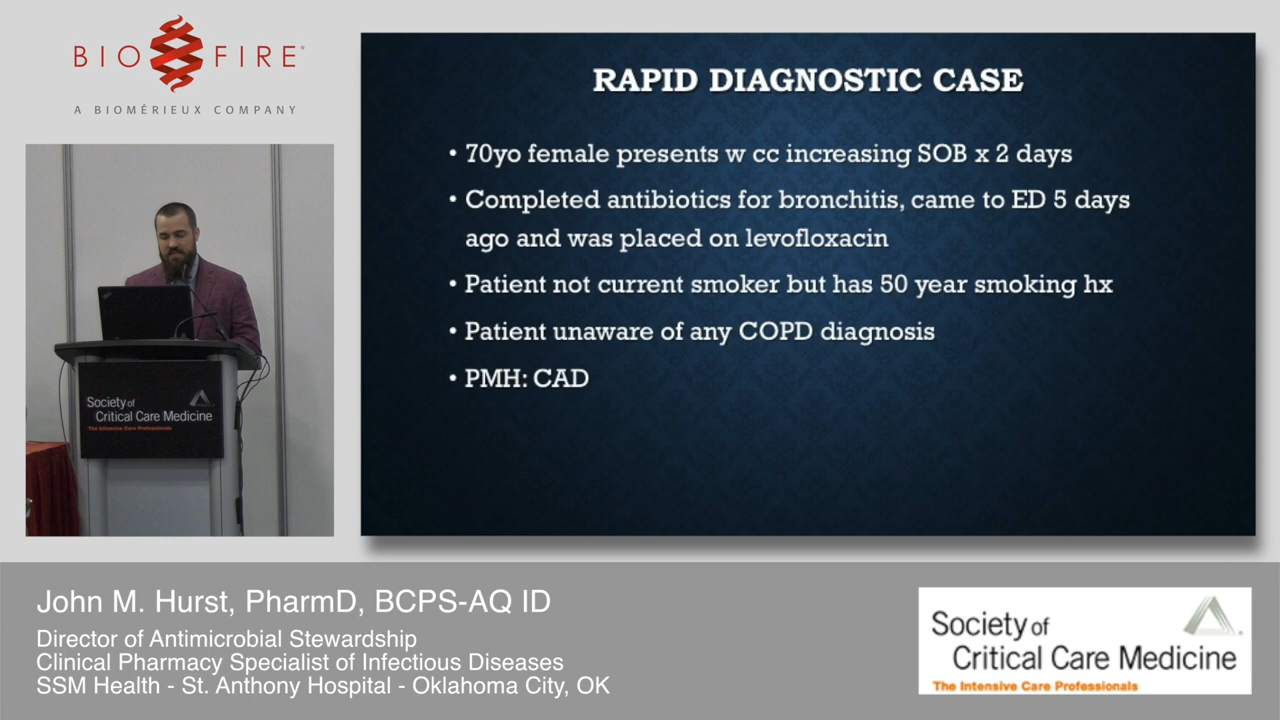 BIO FIRE
A BIOMÉRIEUX COMPANY
RAPID DIAGNOSTIC CASE
• 70yo female presents w cc increasing SOB x 2 days
• Completed antibiotics for bronchitis, came to ED 5 days
ago and was placed on levofloxacin
• Patient not current smoker but has 50 year smoking hx
• Patient unaware of any COPD diagnosis
• PMH: CAD
Society of
Critical Care Medicine
The Intensive Care Professionals
John M. Hurst, PharmD, BCPS-AQ ID
Director of Antimicrobial Stewardship
Clinical Pharmacy Specialist of Infectious Diseases
SSM Health - St. Anthony Hospital - Oklahoma City, OK
Society of
Critical Care Medicine
The Intensive Care Professionals